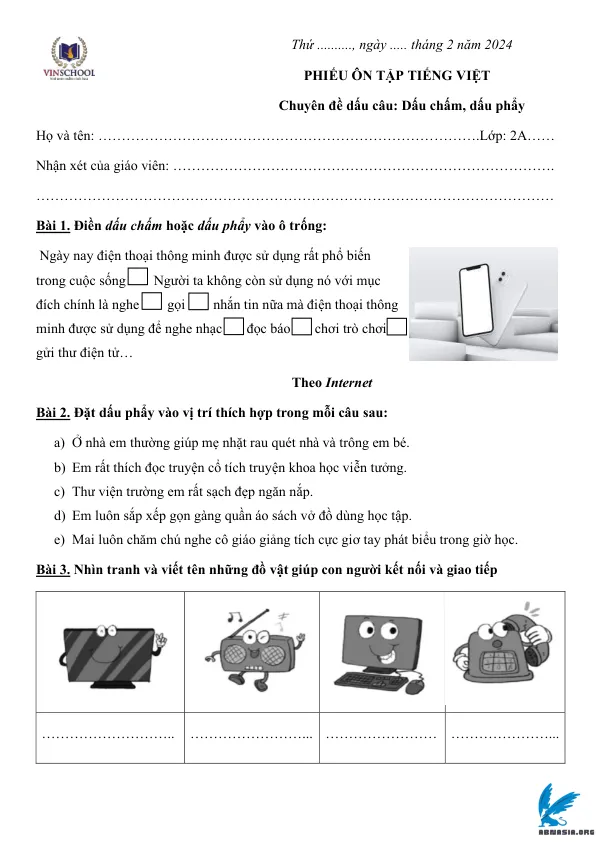 Thứ .........., ngày ..... tháng 2 năm 2024
VINSCHOOL
PHIẾU ÔN TẬP TIẾNG VIỆT
Chuyên đề dấu câu: Dấu chấm, dấu phẩy
Họ và tên: ……………………………………………………………………….Lớp: 2A……
Nhận xét của giáo viên: ……………………………………………………………………….
…………………………………………………………………………………………………
Bài 1. Điền dấu chấm hoặc dấu phẩy vào ô trống:
Ngày nay điện thoại thông minh được sử dụng rất phổ biến
trong cuộc sống☐ Người ta không còn sử dụng nó với mục
đích chính là nghe☐ gọi ☐ nhắn tin nữa mà điện thoại thông
minh được sử dụng để nghe nhạc☐ đọc báo☐ chơi trò chơi☐
gửi thư điện tử…
Theo Internet
Bài 2. Đặt dấu phẩy vào vị trí thích hợp trong mỗi câu sau:
a) Ở nhà em thường giúp mẹ nhặt rau quét nhà và trông em bé.
b) Em rất thích đọc truyện cổ tích truyện khoa học viễn tưởng.
c) Thư viện trường em rất sạch đẹp ngăn nắp.
d) Em luôn sắp xếp gọn gàng quần áo sách vở đồ dùng học tập.
e) Mai luôn chăm chú nghe cô giáo giảng tích cực giơ tay phát biểu trong giờ học.
Bài 3. Nhìn tranh và viết tên những đồ vật giúp con người kết nối và giao tiếp
……………………….. ……………………... …………………… …………………...
ABNASIA.ORG